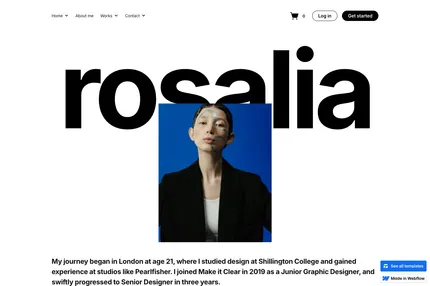 Home About me Works Contact 0 Log in Get started
rosalia
My journey began in London at age 21, where I studied design at Shillington College and gained
experience at studios like Pearlfisher. I joined Make it Clear in 2019 as a Junior Graphic Designer, and
swiftly progressed to Senior Designer in three years.
See all templates
Made in Webflow